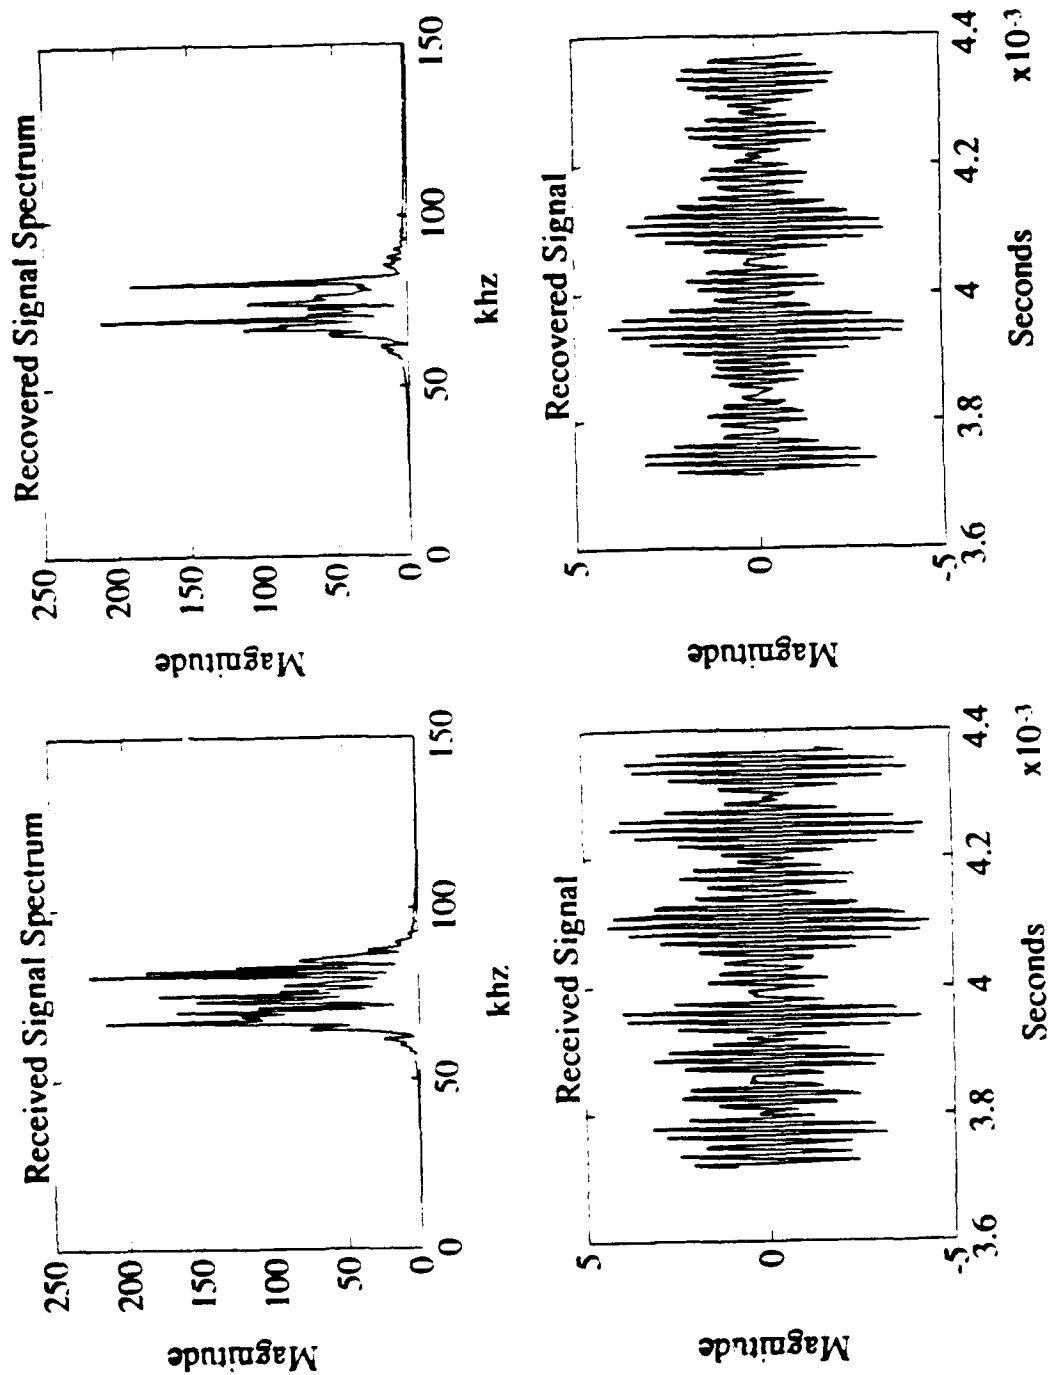 Received Signal Spectrum
250
200
150
100
50
0
Magnitude
0
50
100
150
khz
Recovered Signal Spectrum
250
200
150
100
50
0
Magnitude
0
50
100
150
khz
Received Signal
5
0
-5
Magnitude
3.6
3.8
4
4.2
4.4
x10-3
Seconds
Recovered Signal
5
0
-5
Magnitude
3.6
3.8
4
4.2
4.4
x10-3
Seconds